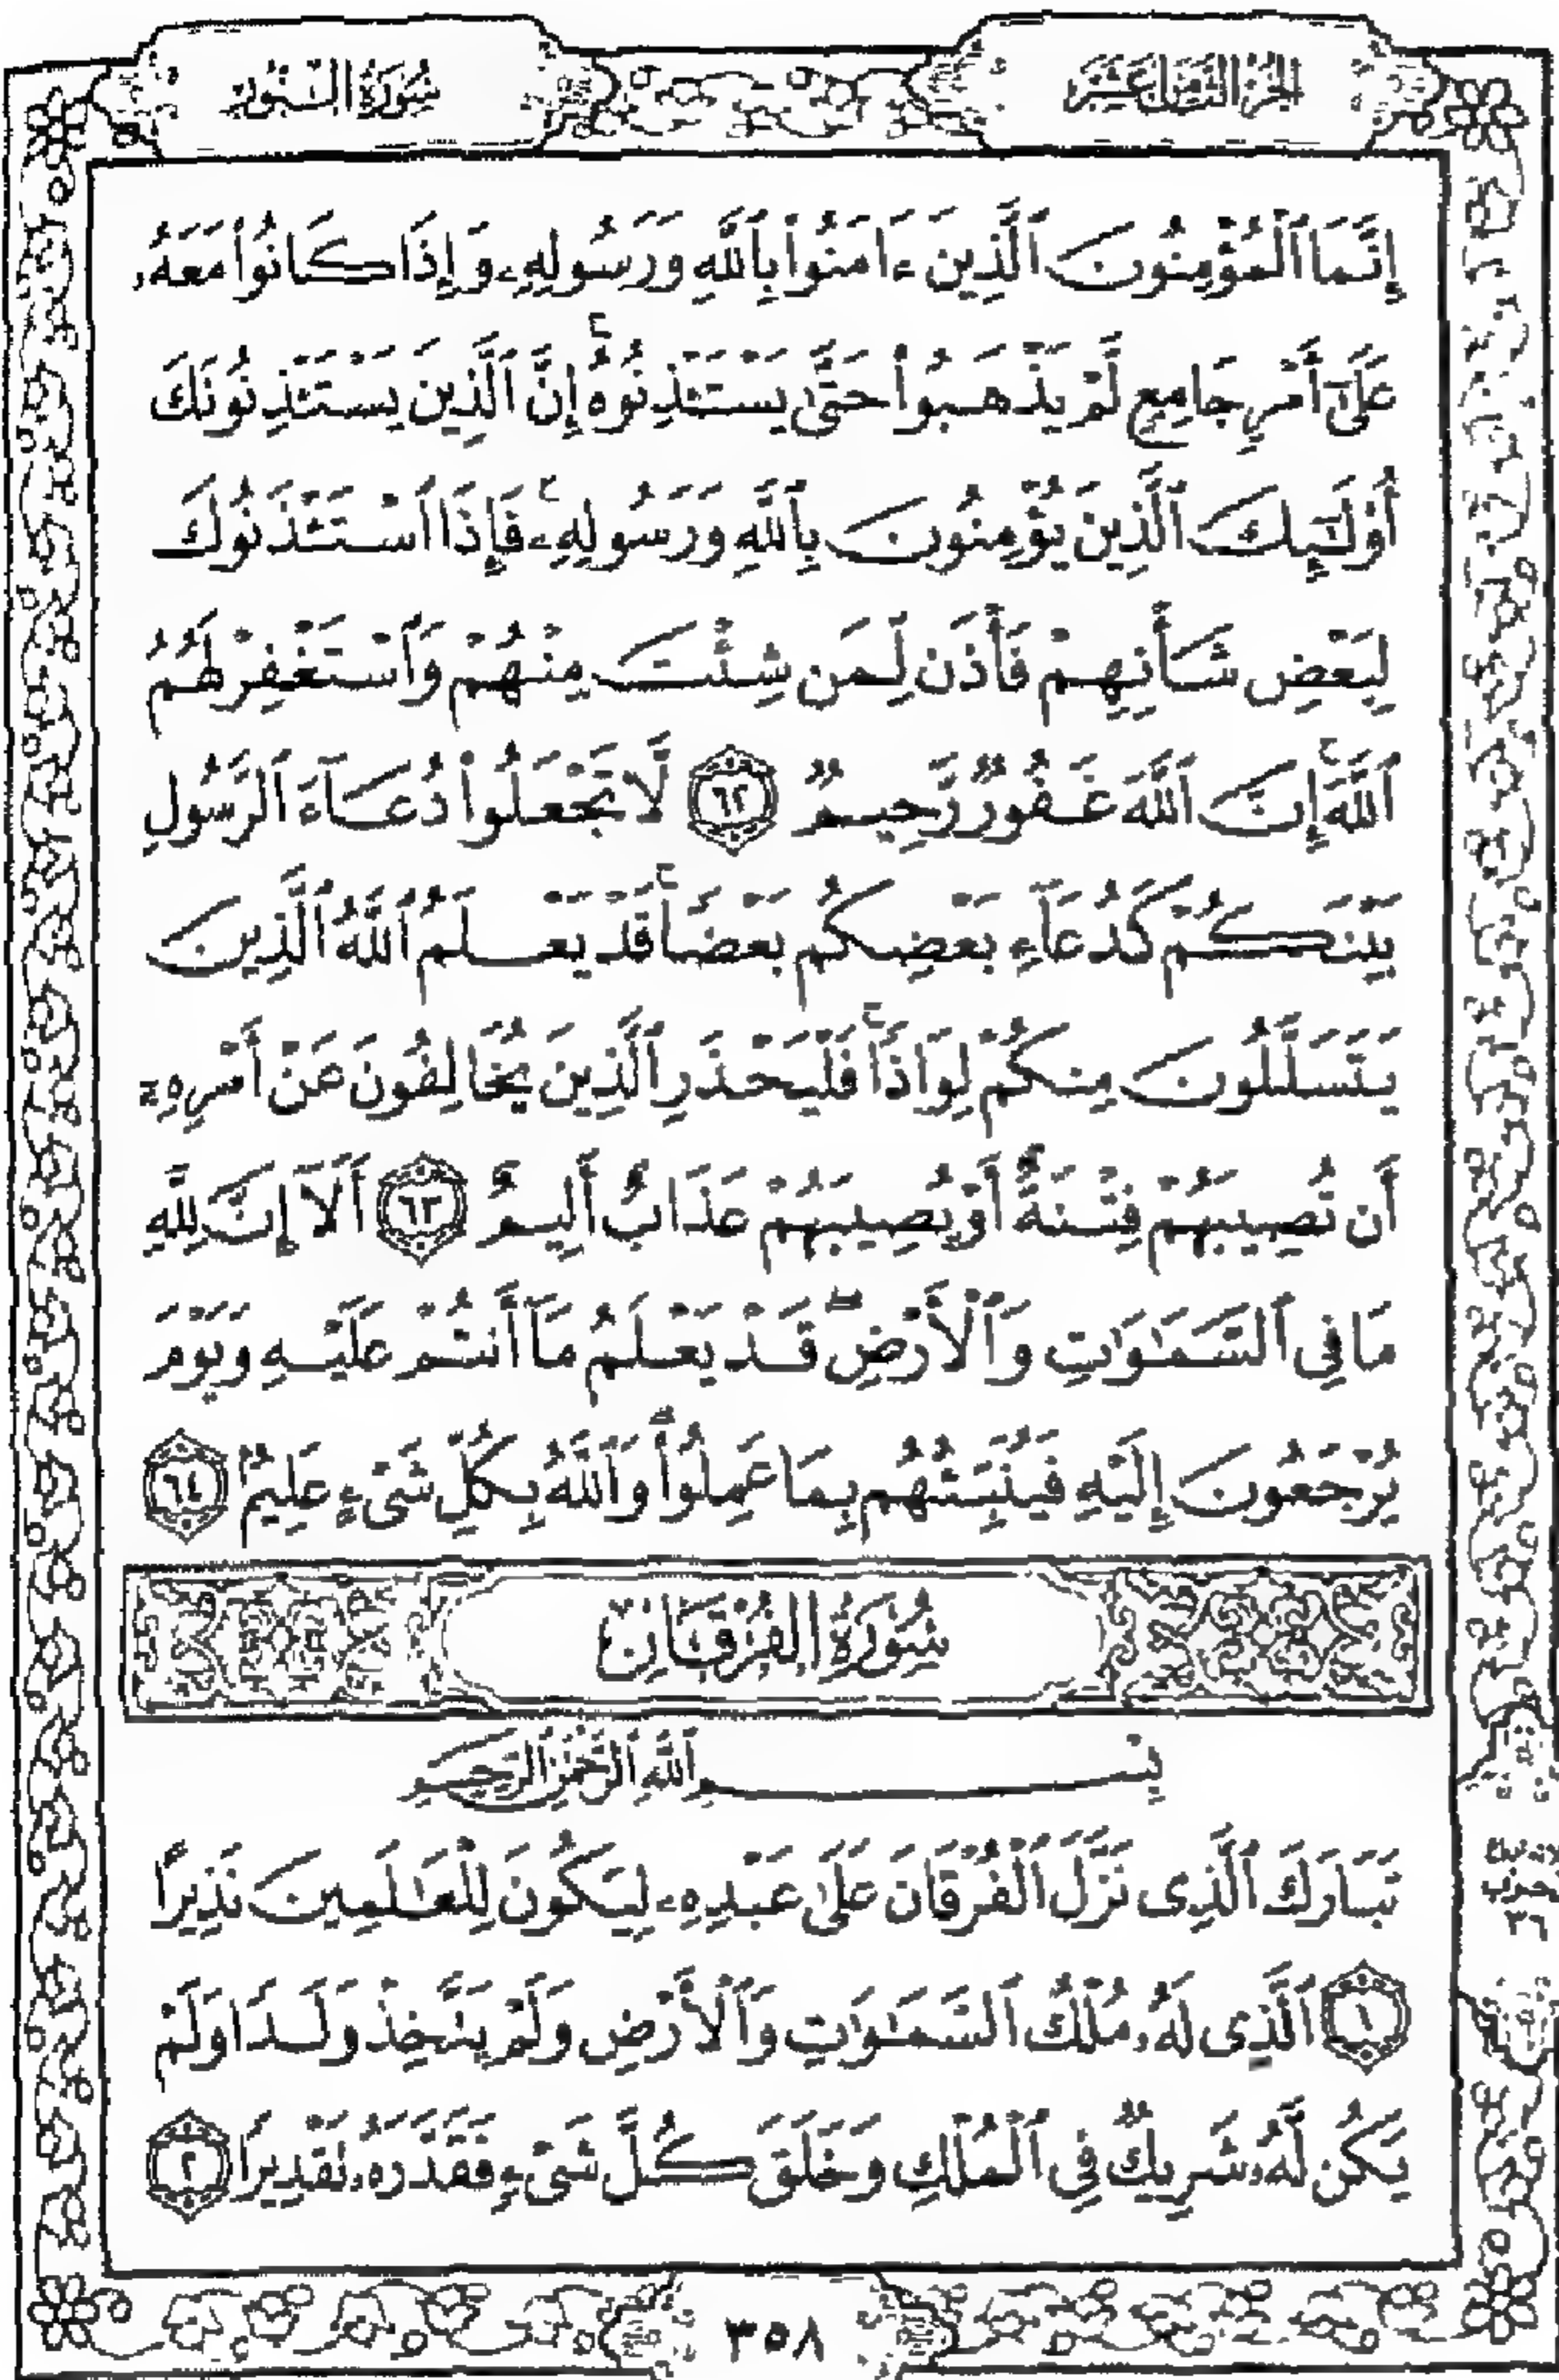 الجزء الثامن عشر
سورة النور
إِنَّمَا ٱلْمُؤْمِنُونَ ٱلَّذِينَ ءَامَنُوا۟ بِٱللَّهِ وَرَسُولِهِۦ وَإِذَا كَانُوا۟ مَعَهُۥ
عَلَىٰٓ أَمْرٍ جَامِعٍ لَّمْ يَذْهَبُوا۟ حَتَّىٰ يَسْتَـْٔذِنُوهُ ۚ إِنَّ ٱلَّذِينَ يَسْتَـْٔذِنُونَكَ
أُو۟لَـٰٓئِكَ ٱلَّذِينَ يُؤْمِنُونَ بِٱللَّهِ وَرَسُولِهِۦ ۚ فَإِذَا ٱسْتَـْٔذَنُوكَ
لِبَعْضِ شَأْنِهِمْ فَأْذَن لِّمَن شِئْتَ مِنْهُمْ وَٱسْتَغْفِرْ لَهُمُ
ٱللَّهَ ۚ إِنَّ ٱللَّهَ غَفُورٌ رَّحِيمٌ ٦٢ لَّا تَجْعَلُوا۟ دُعَآءَ ٱلرَّسُولِ
بَيْنَكُمْ كَدُعَآءِ بَعْضِكُم بَعْضًا ۚ قَدْ يَعْلَمُ ٱللَّهُ ٱلَّذِينَ
يَتَسَلَّلُونَ مِنكُمْ لِوَاذًا ۚ فَلْيَحْذَرِ ٱلَّذِينَ يُخَالِفُونَ عَنْ أَمْرِهِۦٓ
أَن تُصِيبَهُمْ فِتْنَةٌ أَوْ يُصِيبَهُمْ عَذَابٌ أَلِيمٌ ٦٣ أَلَآ إِنَّ لِلَّهِ
مَا فِى ٱلسَّمَـٰوَٰتِ وَٱلْأَرْضِ ۖ قَدْ يَعْلَمُ مَآ أَنتُمْ عَلَيْهِ وَيَوْمَ
يُرْجَعُونَ إِلَيْهِ فَيُنَبِّئُهُم بِمَا عَمِلُوا۟ ۗ وَٱللَّهُ بِكُلِّ شَىْءٍ عَلِيمٌۢ ٦٤
سُورَةُ الفُرْقَانِ
بِسْمِ ٱللَّهِ ٱلرَّحْمَـٰنِ ٱلرَّحِيمِ
تَبَارَكَ ٱلَّذِى نَزَّلَ ٱلْفُرْقَانَ عَلَىٰ عَبْدِهِۦ لِيَكُونَ لِلْعَـٰلَمِينَ نَذِيرًا
١ ٱلَّذِى لَهُۥ مُلْكُ ٱلسَّمَـٰوَٰتِ وَٱلْأَرْضِ وَلَمْ يَتَّخِذْ وَلَدًا وَلَمْ
يَكُن لَّهُۥ شَرِيكٌ فِى ٱلْمُلْكِ وَخَلَقَ كُلَّ شَىْءٍ فَقَدَّرَهُۥ تَقْدِيرًا ٢
٣٦
٣٥٨